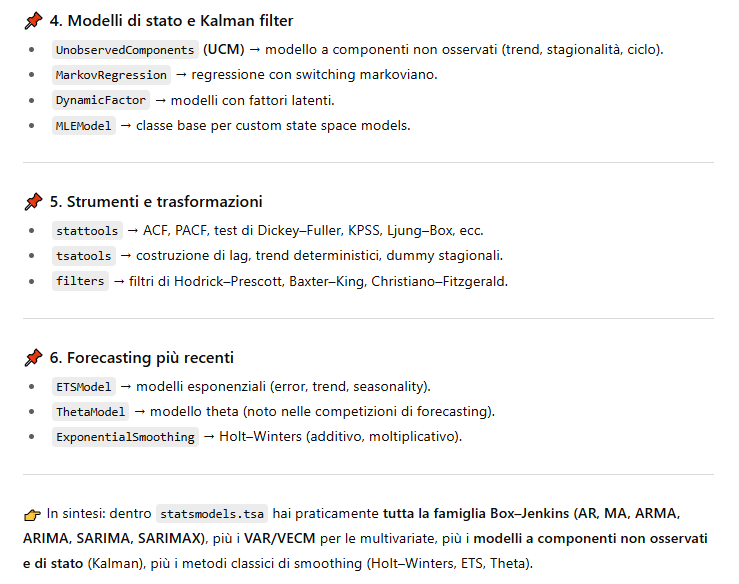 📌 4. Modelli di stato e Kalman filter
• UnobservedComponents (UCM) → modello a componenti non osservati (trend, stagionalità, ciclo).
• MarkovRegression → regressione con switching markoviano.
• DynamicFactor → modelli con fattori latenti.
• MLEModel → classe base per custom state space models.
📌 5. Strumenti e trasformazioni
• stattools → ACF, PACF, test di Dickey–Fuller, KPSS, Ljung–Box, ecc.
• tsatools → costruzione di lag, trend deterministici, dummy stagionali.
• filters → filtri di Hodrick–Prescott, Baxter–King, Christiano–Fitzgerald.
📌 6. Forecasting più recenti
• ETSModel → modelli esponenziali (error, trend, seasonality).
• ThetaModel → modello theta (noto nelle competizioni di forecasting).
• ExponentialSmoothing → Holt–Winters (additivo, moltiplicativo).
👉 In sintesi: dentro statsmodels.tsa hai praticamente tutta la famiglia Box–Jenkins (AR, MA, ARMA,
ARIMA, SARIMA, SARIMAX), più i VAR/VECM per le multivariate, più i modelli a componenti non osservati
e di stato (Kalman), più i metodi classici di smoothing (Holt–Winters, ETS, Theta).